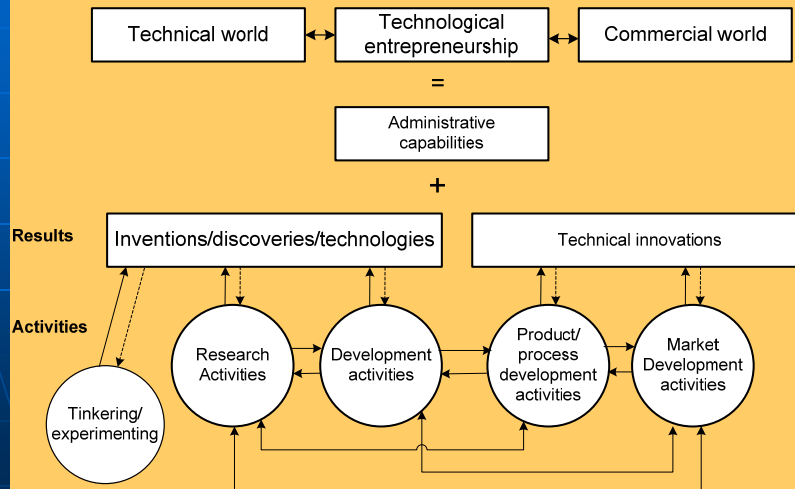 Technical world
Technological
entrepreneurship
Commercial world
=
Administrative
capabilities
+
Results
Inventions/discoveries/technologies
Technical innovations
Activities
Research
Activities
Development
activities
Product/
process
development
activities
Market
Development
activities
Tinkering/
experimenting